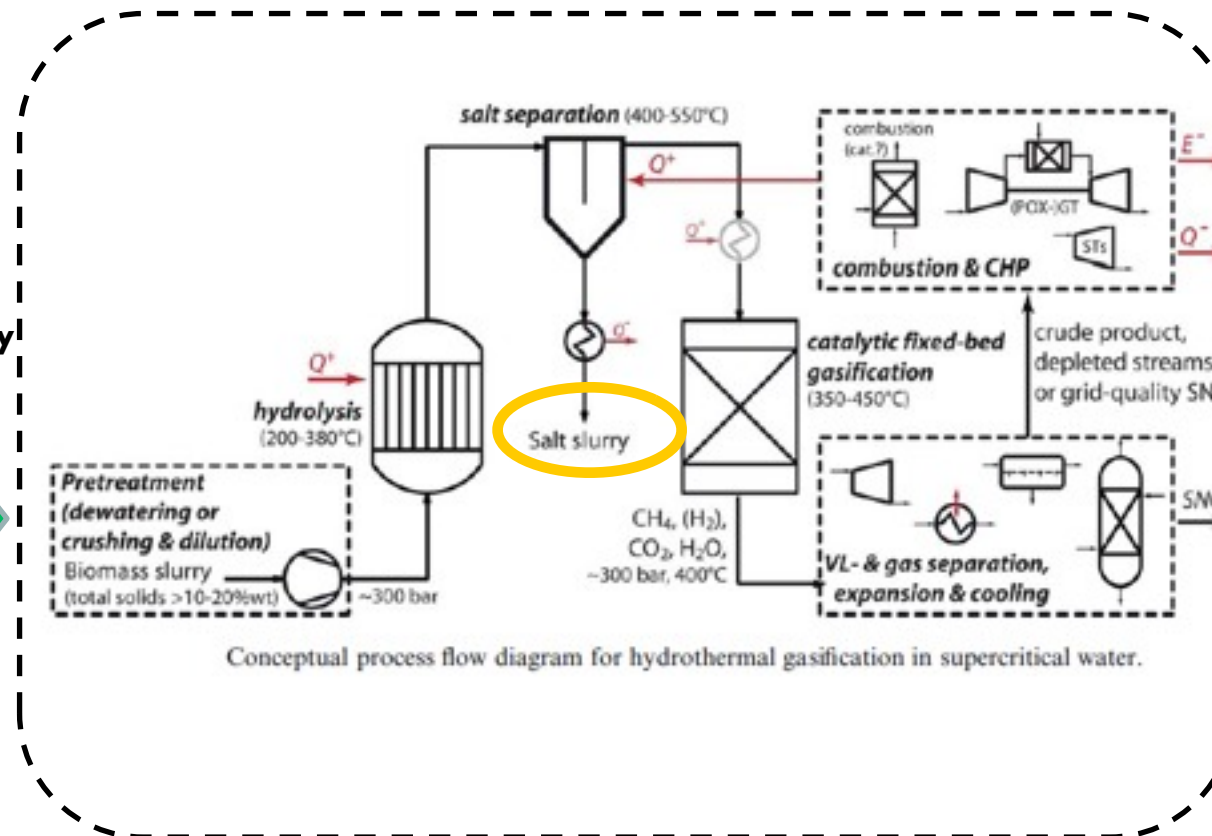 salt separation (400-550°C)
Q⁺
combustion
(cat.?)
(POX-)GT
STs
combustion & CHP
E⁻
Q⁻
Q⁺
Q⁻
y
Q⁺
hydrolysis
(200-380°C)
Salt slurry
catalytic fixed-bed
gasification
(350-450°C)
crude product,
depleted streams
or grid-quality SN
Pretreatment
(dewatering or
crushing & dilution)
Biomass slurry
(total solids >10-20%wt)
~300 bar
CH₄, (H₂),
CO₂, H₂O,
~300 bar, 400°C
VL- & gas separation,
expansion & cooling
SN
Conceptual process flow diagram for hydrothermal gasification in supercritical water.